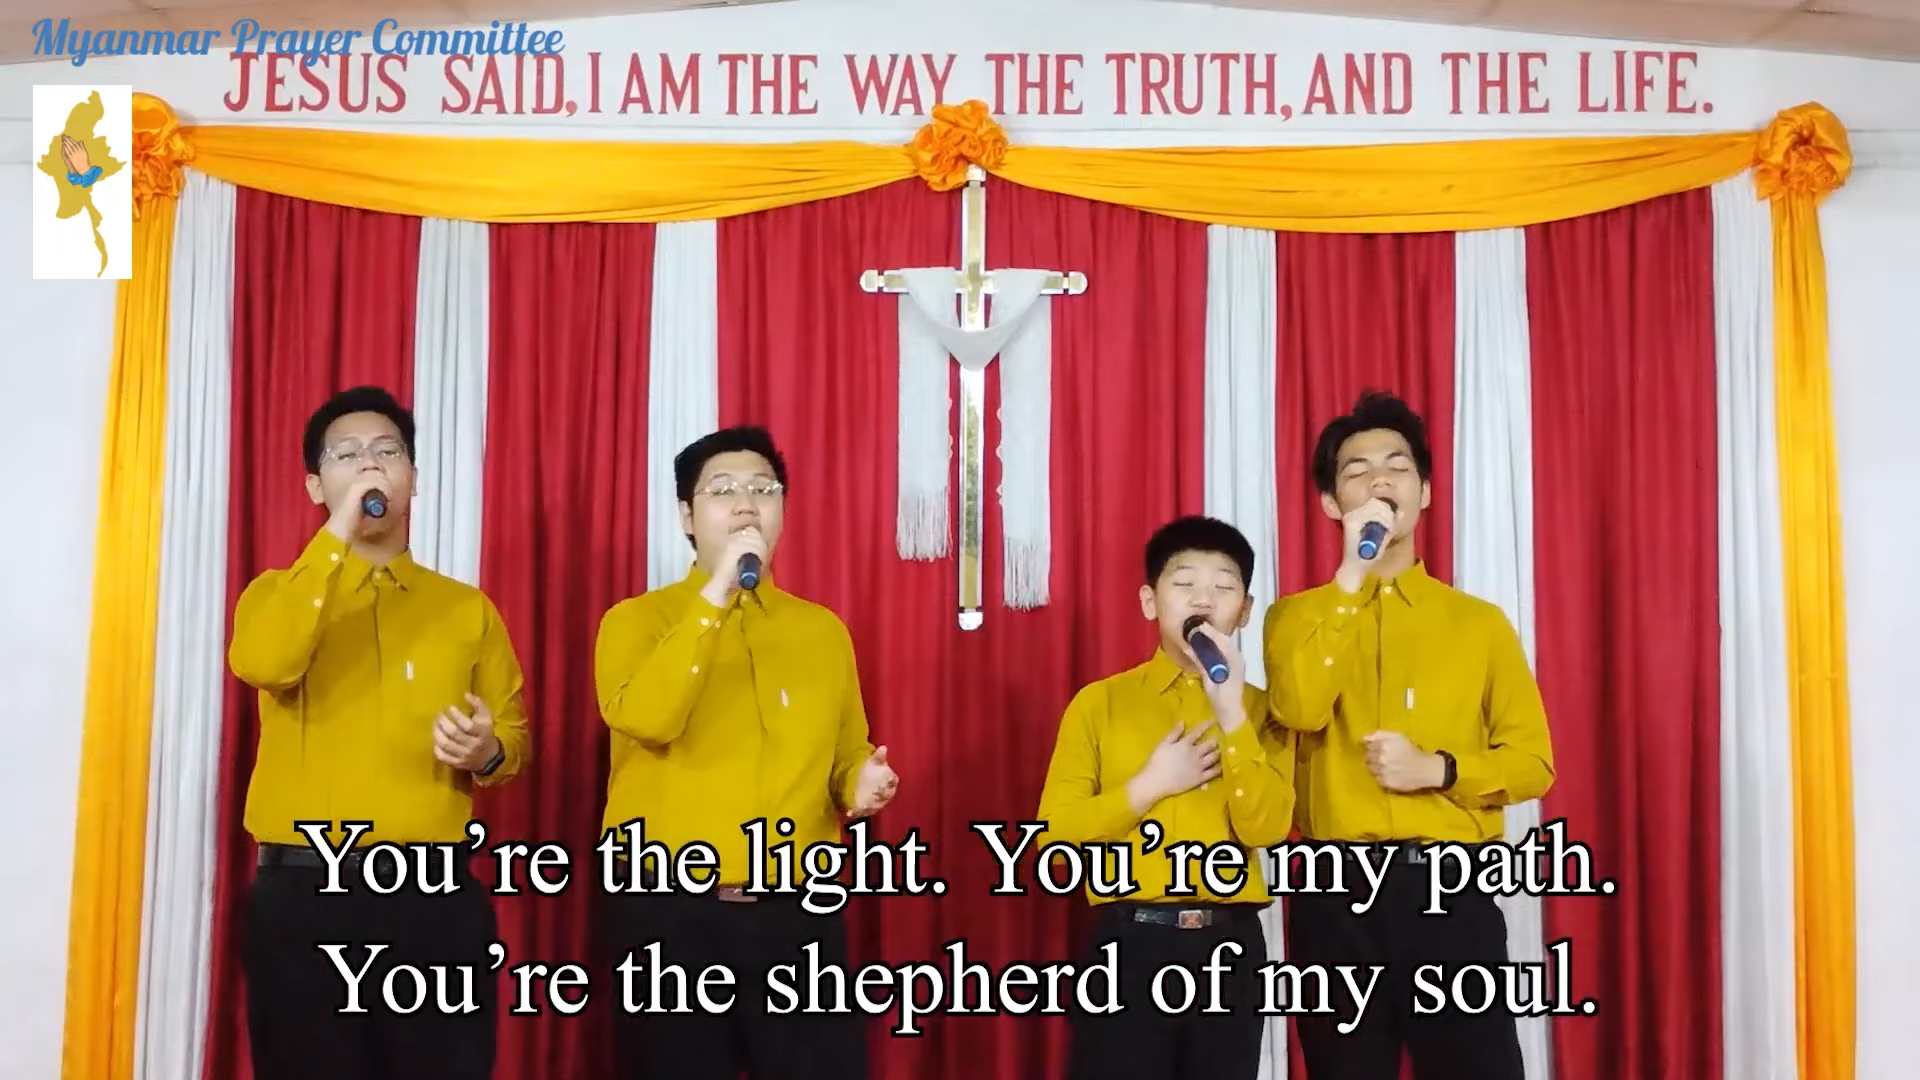 Myanmar Prayer Committee
JESUS SAID, I AM THE WAY THE TRUTH, AND THE LIFE.
You're the light. You're my path.
You're the shepherd of my soul.